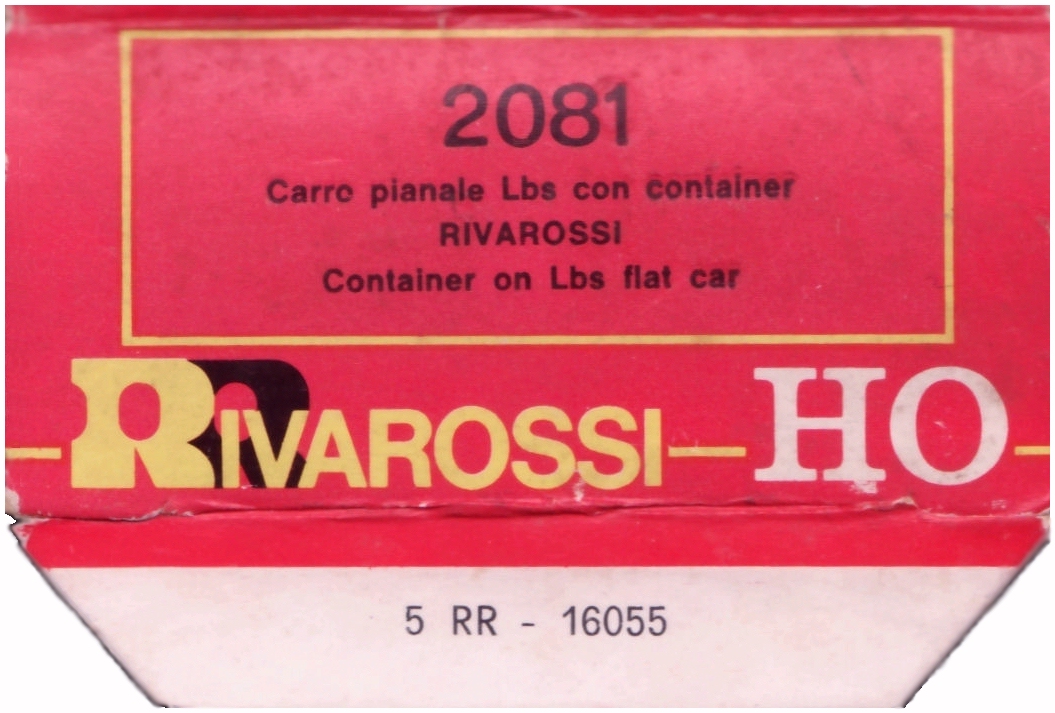 2081
Carro pianale Lbs con container
RIVAROSSI
Container on Lbs flat car
RIVAROSSI HO
5 RR - 16055